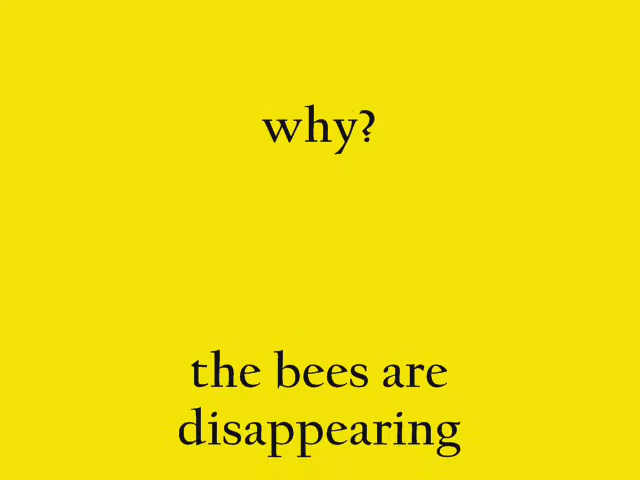 why?
the bees are
disappearing